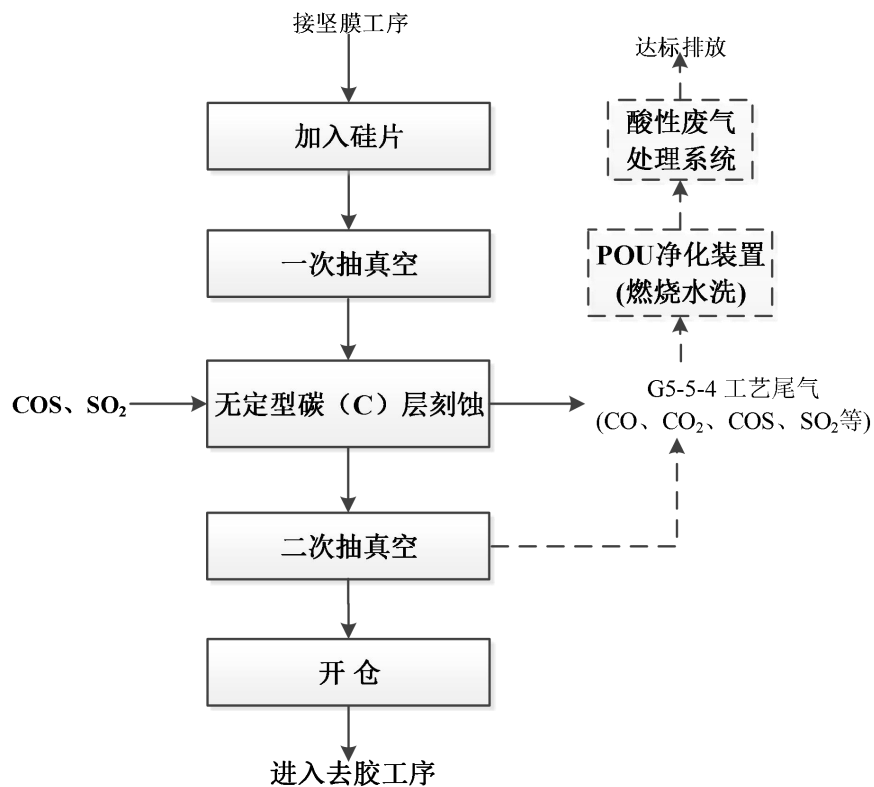 接坚膜工序
达标排放
加入硅片
酸性废气
处理系统
一次抽真空
POU净化装置
(燃烧水洗)
COS、SO₂
无定型碳（C）层刻蚀
G5-5-4 工艺尾气
(CO、CO₂、COS、SO₂等)
二次抽真空
开 仓
进入去胶工序